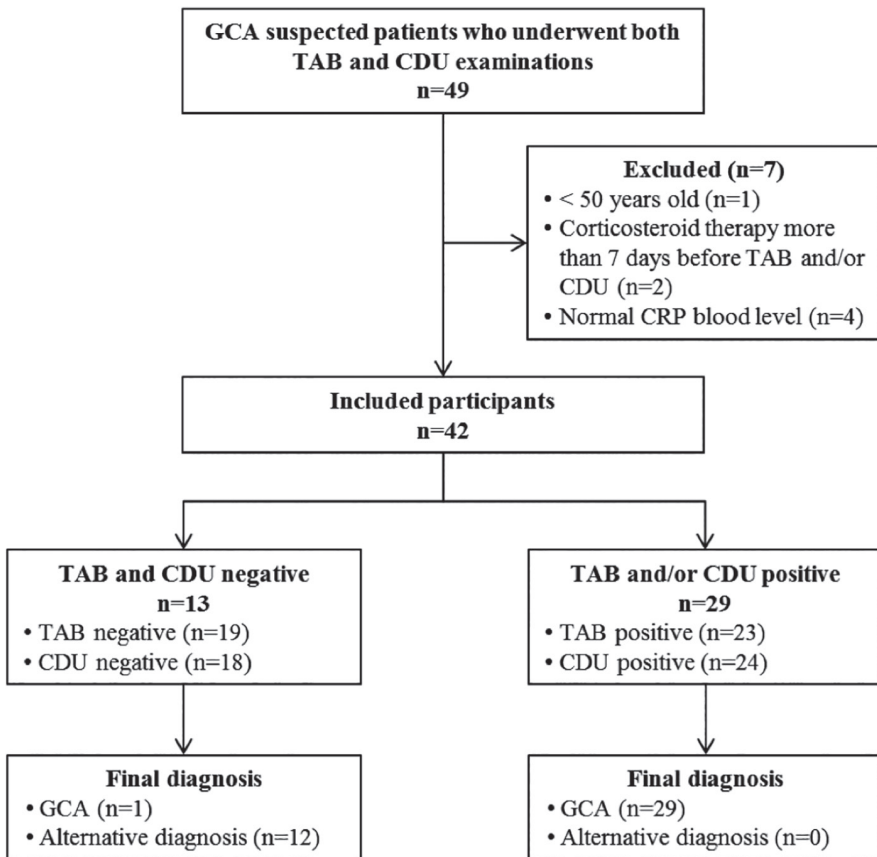 GCA suspected patients who underwent both
TAB and CDU examinations
n=49
Excluded (n=7)
• < 50 years old (n=1)
• Corticosteroid therapy more
than 7 days before TAB and/or
CDU (n=2)
• Normal CRP blood level (n=4)
Included participants
n=42
TAB and CDU negative
n=13
• TAB negative (n=19)
• CDU negative (n=18)
TAB and/or CDU positive
n=29
• TAB positive (n=23)
• CDU positive (n=24)
Final diagnosis
• GCA (n=1)
• Alternative diagnosis (n=12)
Final diagnosis
• GCA (n=29)
• Alternative diagnosis (n=0)